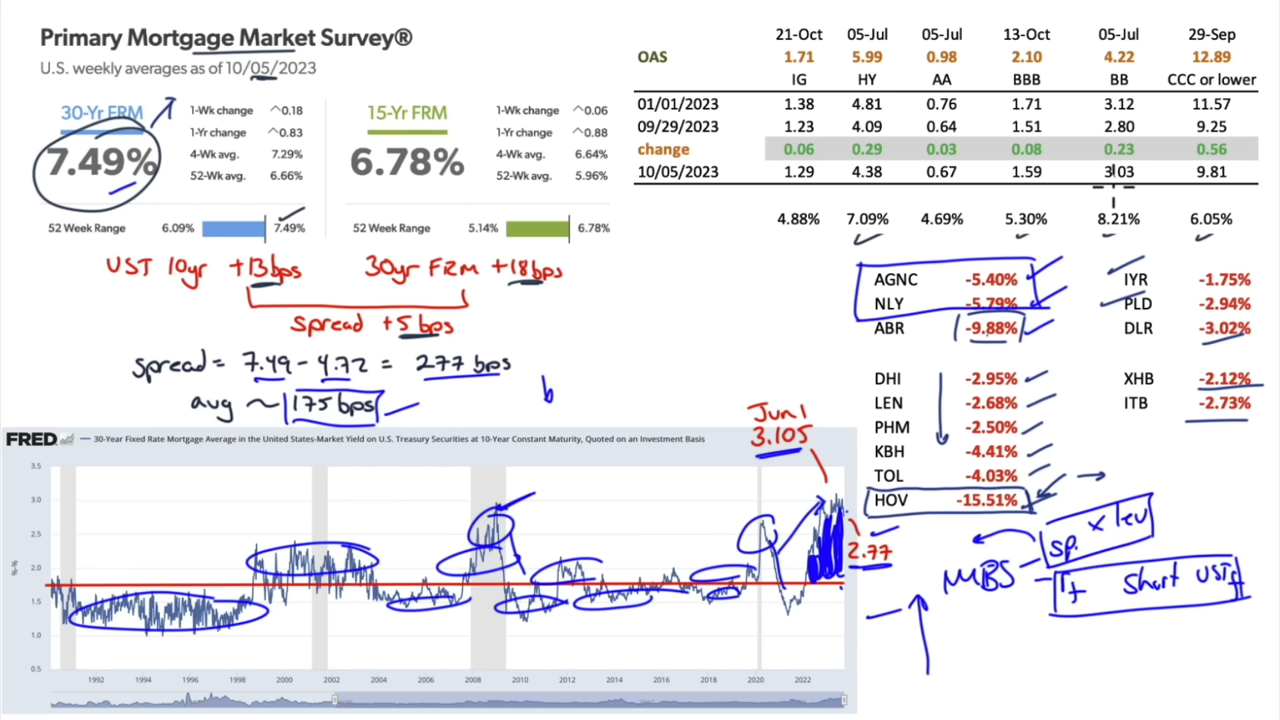 Primary Mortgage Market Survey®
U.S. weekly averages as of 10/05/2023
30-Yr FRM
7.49%
1-Wk change ^0.18
1-Yr change ^0.83
4-Wk avg. 7.29%
52-Wk avg. 6.66%
52 Week Range 6.09% 7.49%
15-Yr FRM
6.78%
1-Wk change ^0.06
1-Yr change ^0.88
4-Wk avg. 6.64%
52-Wk avg. 5.96%
52 Week Range 5.14% 6.78%
UST 10yr +13bps 30yr FRM +18bps
spread +5bps
spread = 7.49 - 4.72 = 277 bps
avg ~ 175 bps
b
21-Oct 05-Jul 05-Jul 13-Oct 05-Jul 29-Sep
OAS 1.71 5.99 0.98 2.10 4.22 12.89
IG HY AA BBB BB CCC or lower
01/01/2023 1.38 4.81 0.76 1.71 3.12 11.57
09/29/2023 1.23 4.09 0.64 1.51 2.80 9.25
change 0.06 0.29 0.03 0.08 0.23 0.56
10/05/2023 1.29 4.38 0.67 1.59 3.03 9.81
4.88% 7.09% 4.69% 5.30% 8.21% 6.05%
AGNC -5.40%
NLY -5.79%
ABR -9.88%
DHI -2.95%
LEN -2.68%
PHM -2.50%
KBH -4.41%
TOL -4.03%
HOV -15.51%
IYR -1.75%
PLD -2.94%
DLR -3.02%
XHB -2.12%
ITB -2.73%
FRED — 30-Year Fixed Rate Mortgage Average in the United States-Market Yield on U.S. Treasury Securities at 10-Year Constant Maturity, Quoted on an Investment Basis
Jun 1
3.105
3.5
3.0
2.5
2.0
1.5
1.0
0.5
%-%
1992 1994 1996 1998 2000 2002 2004 2006 2008 2010 2012 2014 2016 2018 2020 2022
2.77
sp. x lev
MBS
short UST